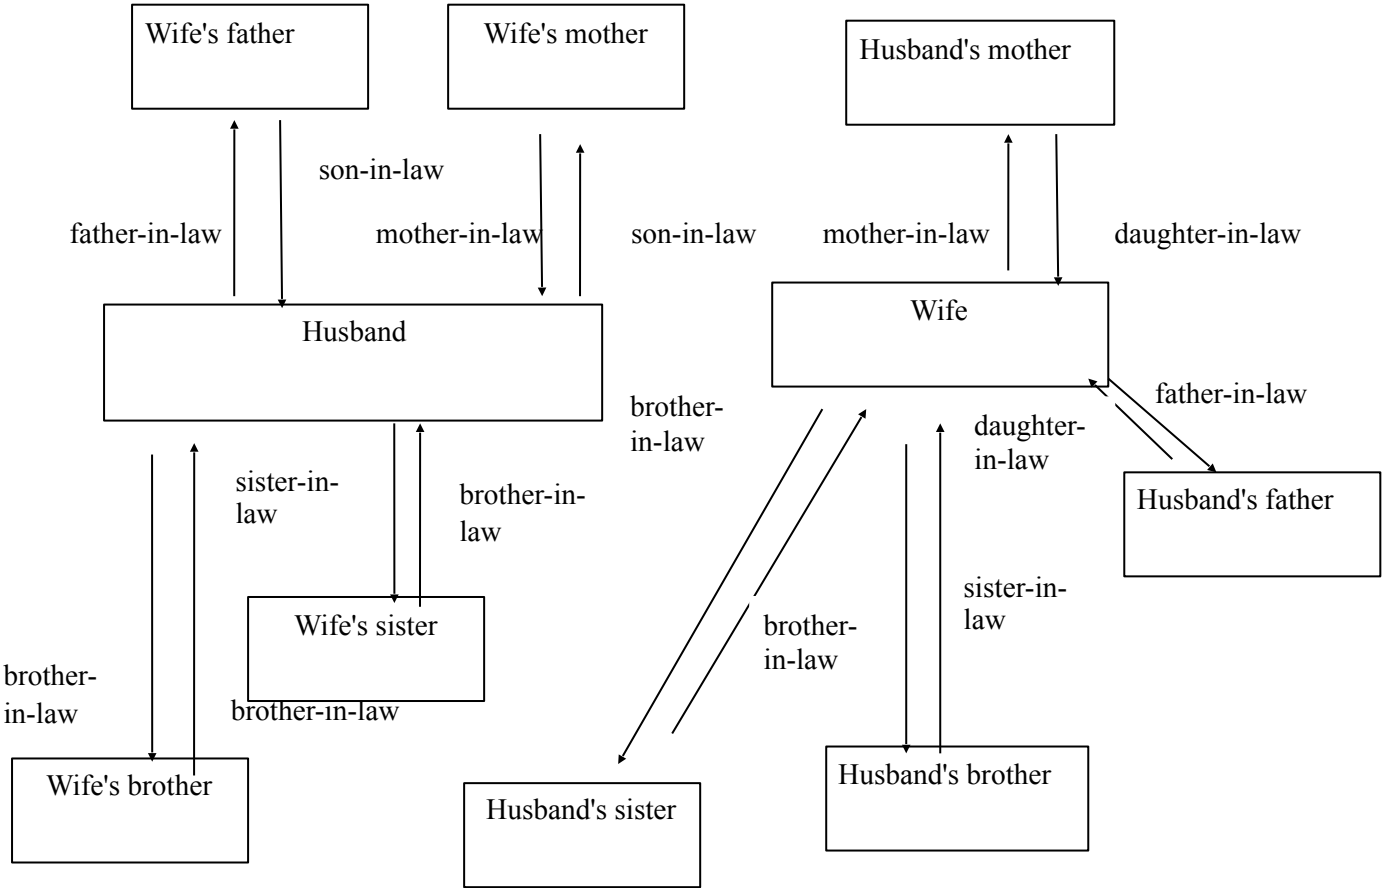 Wife's father
Wife's mother
Husband's mother
son-in-law
father-in-law
mother-in-law
son-in-law
mother-in-law
daughter-in-law
Husband
Wife
brother-
in-law
father-in-law
daughter-
in-law
sister-in-
law
brother-in-
law
Husband's father
sister-in-
law
Wife's sister
brother-
in-law
brother-
in-law
brother-in-law
Wife's brother
Husband's sister
Husband's brother